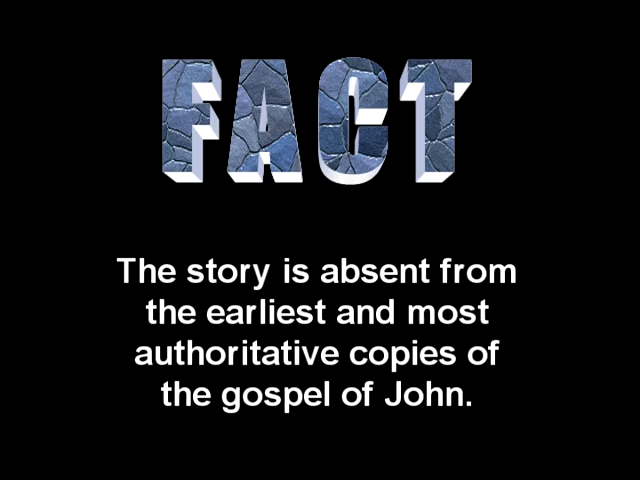 FACT
The story is absent from
the earliest and most
authoritative copies of
the gospel of John.